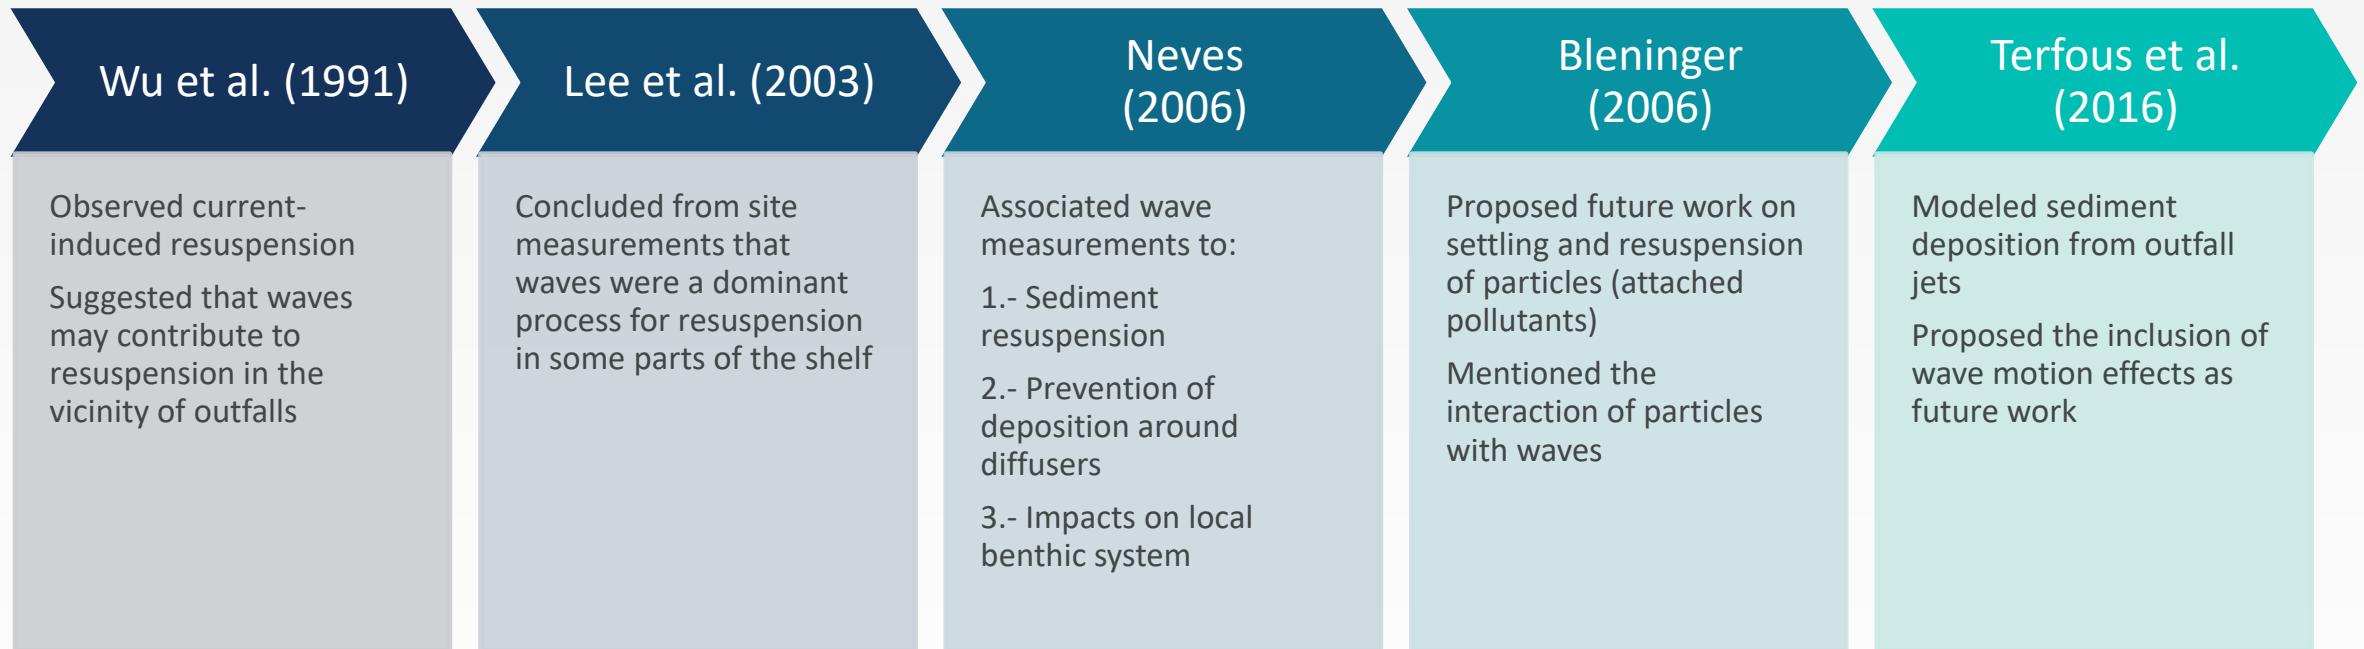 Wu et al. (1991)
Observed current-
induced resuspension
Suggested that waves
may contribute to
resuspension in the
vicinity of outfalls
Lee et al. (2003)
Concluded from site
measurements that
waves were a dominant
process for resuspension
in some parts of the shelf
Neves
(2006)
Associated wave
measurements to:
1.- Sediment
resuspension
2.- Prevention of
deposition around
diffusers
3.- Impacts on local
benthic system
Bleninger
(2006)
Proposed future work on
settling and resuspension
of particles (attached
pollutants)
Mentioned the
interaction of particles
with waves
Terfous et al.
(2016)
Modeled sediment
deposition from outfall
jets
Proposed the inclusion of
wave motion effects as
future work